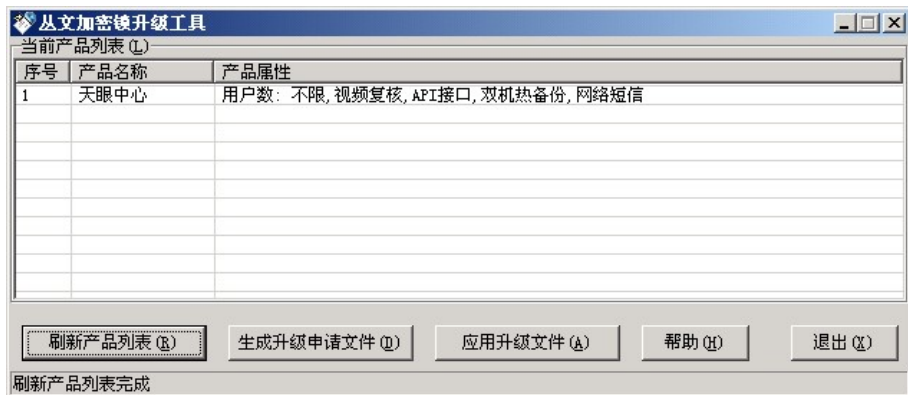 丛文加密镜升级工具
当前产品列表(L)
序号 产品名称 产品属性
1 天眼中心 用户数: 不限,视频复核,API接口,双机热备份,网络短信
刷新产品列表(R) 生成升级申请文件(D) 应用升级文件(A) 帮助(H) 退出(X)
刷新产品列表完成